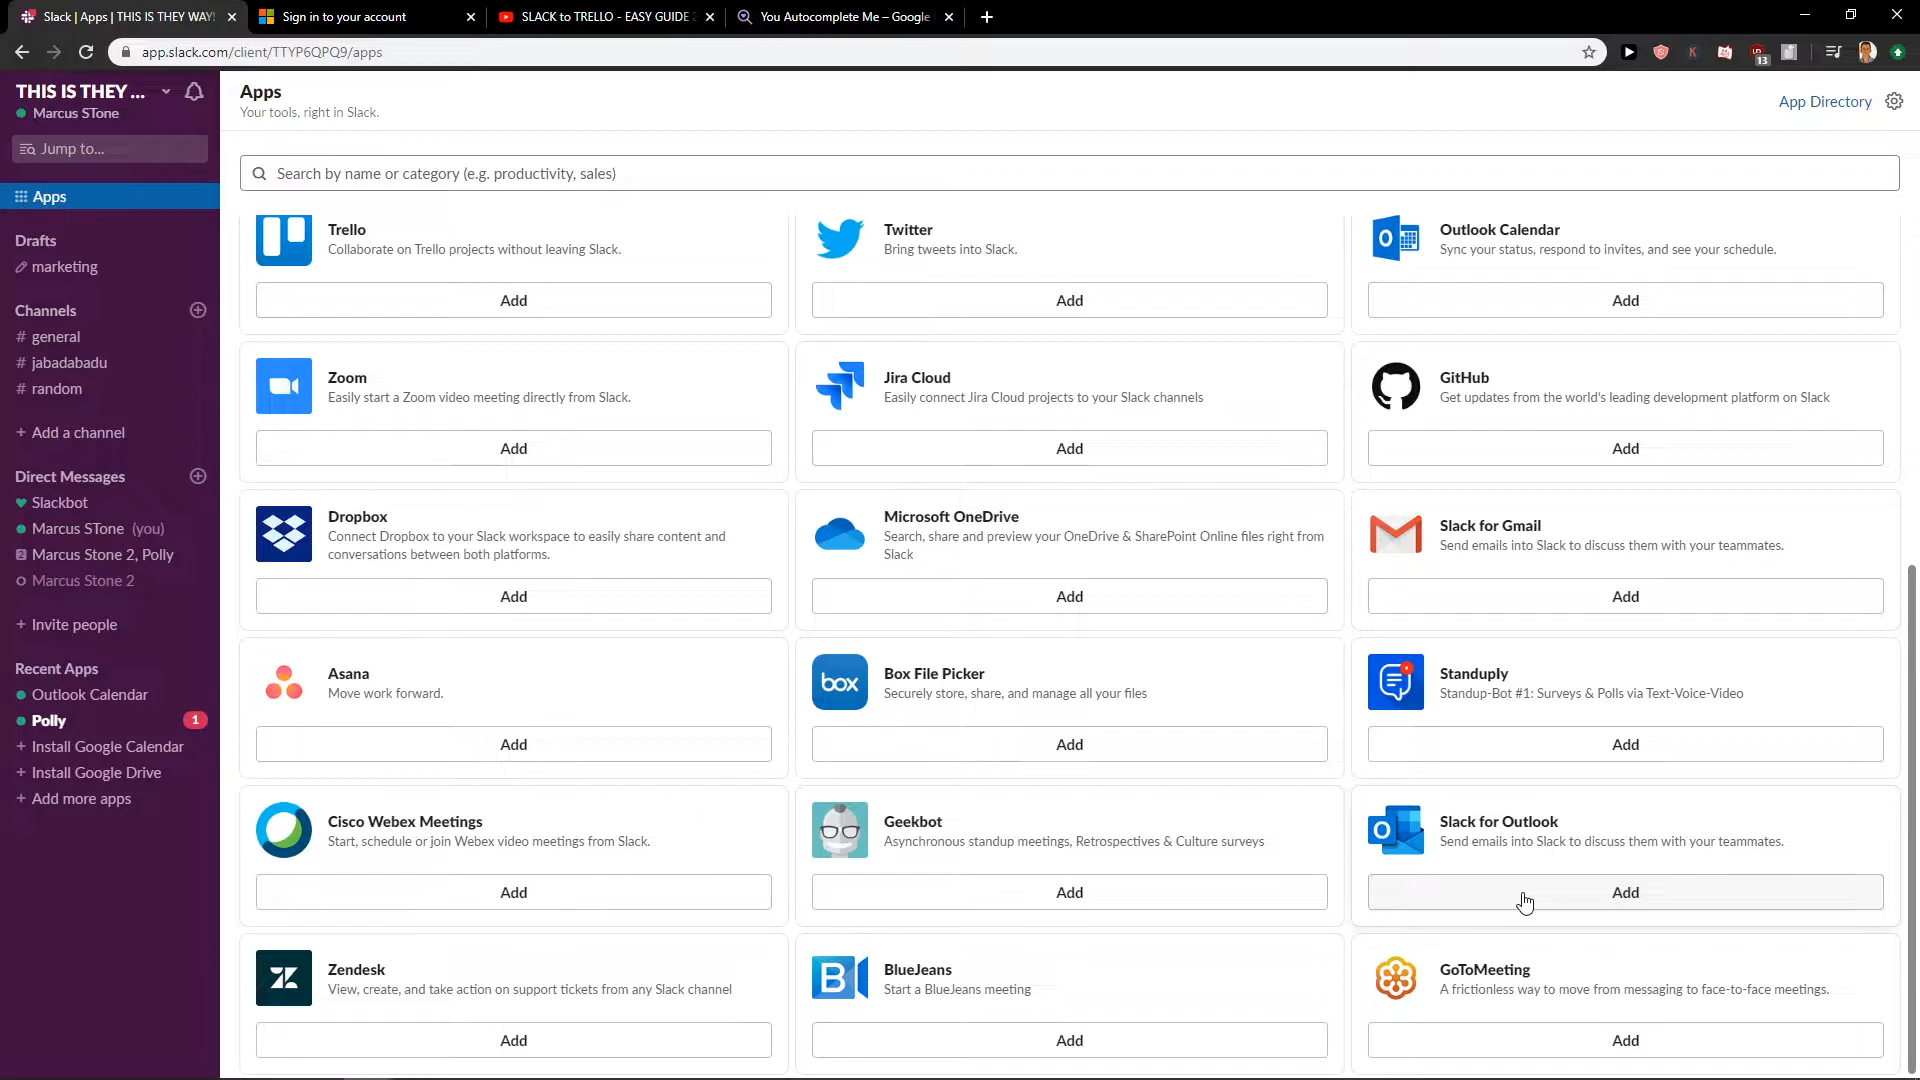 Slack | Apps | THIS IS THEY WAY!
Sign in to your account
SLACK to TRELLO - EASY GUIDE 2
You Autocomplete Me – Google
app.slack.com/client/TTYP6QPQ9/apps
13
THIS IS THEY ...
Marcus STone
Jump to...
Apps
Drafts
marketing
Channels
# general
# jabadabadu
# random
+ Add a channel
Direct Messages
Slackbot
Marcus STone (you)
2 Marcus Stone 2, Polly
Marcus Stone 2
+ Invite people
Recent Apps
Outlook Calendar
Polly 1
+ Install Google Calendar
+ Install Google Drive
+ Add more apps
Apps
Your tools, right in Slack.
App Directory
Search by name or category (e.g. productivity, sales)
Trello
Collaborate on Trello projects without leaving Slack.
Add
Twitter
Bring tweets into Slack.
Add
Outlook Calendar
Sync your status, respond to invites, and see your schedule.
Add
Zoom
Easily start a Zoom video meeting directly from Slack.
Add
Jira Cloud
Easily connect Jira Cloud projects to your Slack channels
Add
GitHub
Get updates from the world's leading development platform on Slack
Add
Dropbox
Connect Dropbox to your Slack workspace to easily share content and
conversations between both platforms.
Add
Microsoft OneDrive
Search, share and preview your OneDrive & SharePoint Online files right from
Slack
Add
Slack for Gmail
Send emails into Slack to discuss them with your teammates.
Add
Asana
Move work forward.
Add
box
Box File Picker
Securely store, share, and manage all your files
Add
Standuply
Standup-Bot #1: Surveys & Polls via Text-Voice-Video
Add
Cisco Webex Meetings
Start, schedule or join Webex video meetings from Slack.
Add
Geekbot
Asynchronous standup meetings, Retrospectives & Culture surveys
Add
Slack for Outlook
Send emails into Slack to discuss them with your teammates.
Add
Zendesk
View, create, and take action on support tickets from any Slack channel
Add
BlueJeans
Start a BlueJeans meeting
Add
GoToMeeting
A frictionless way to move from messaging to face-to-face meetings.
Add